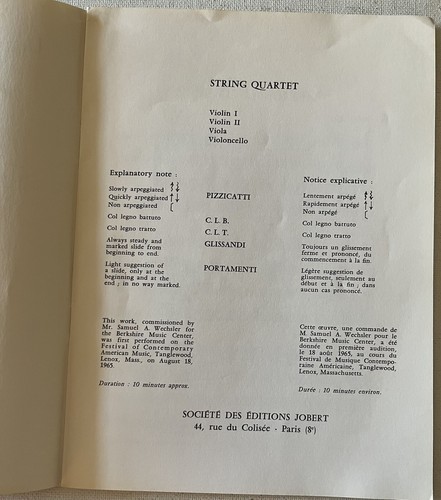 STRING QUARTET
Violin I
Violin II
Viola
Violoncello
Explanatory note :
Slowly arpeggiated
Quickly arpeggiated
Non arpeggiated
Col legno battuto
Col legno tratto
Always steady and
marked slide from
beginning to end.
Light suggestion of
a slide, only at the
beginning and at the
end ; in no way marked.
PIZZICATTI
C. L. B.
C. L. T.
GLISSANDI
PORTAMENTI
Notice explicative :
Lentement arpégé
Rapidement arpégé
Non arpégé
Col legno battuto
Col legno tratto
Toujours un glissement
ferme et prononcé, du
commencement à la fin.
Légère suggestion de
glissement, seulement au
début et à la fin ; dans
aucun cas prononcé.
This work, commissioned by
Mr. Samuel A. Wechsler for
the Berkshire Music Center,
was first performed on the
Festival of Contemporary
American Music, Tanglewood,
Lenox, Mass., on August 18,
1965.
Duration : 10 minutes approx.
Cette œuvre, une commande de
M. Samuel A. Wechsler pour le
Berkshire Music Center, a été
donnée en première audition,
le 18 août 1965, au cours du
Festival de Musique Contempo-
raine Américaine, Tanglewood,
Lenox, Massachusetts.
Durée : 10 minutes environ.
SOCIÉTÉ DES ÉDITIONS JOBERT
44, rue du Colisée - Paris (8e)